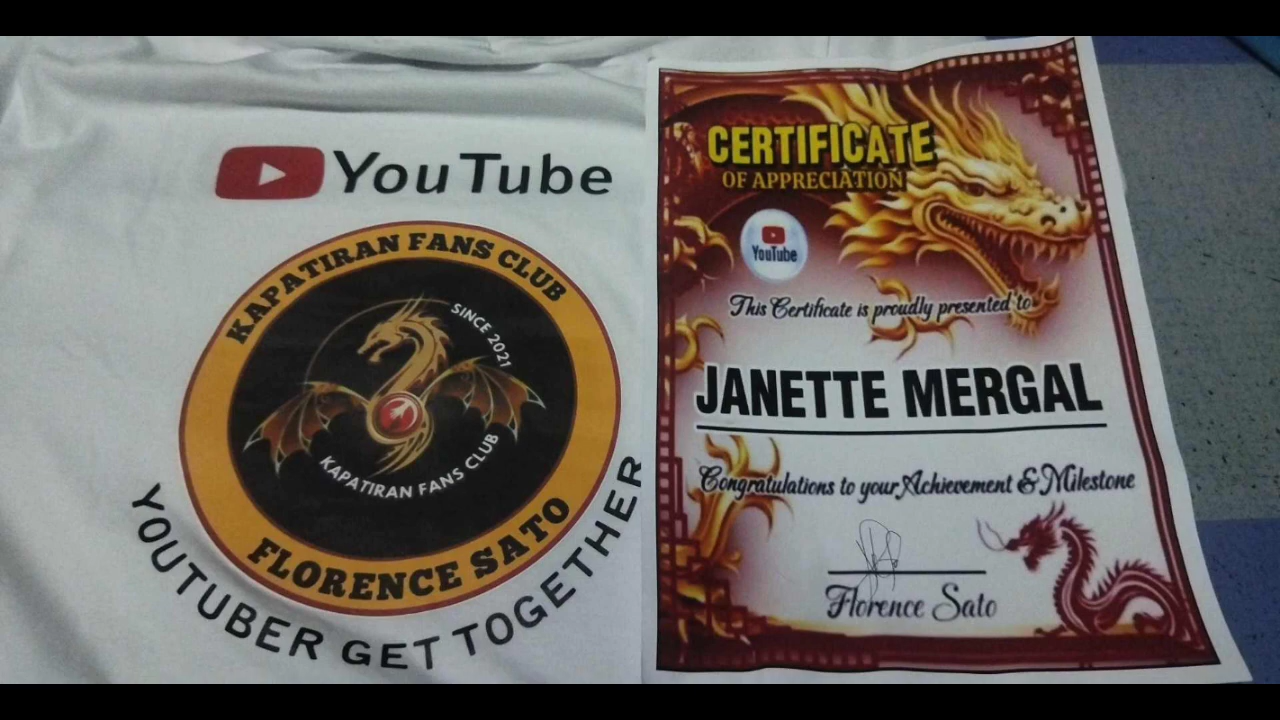 YouTube
KAPATIRAN FANS CLUB
SINCE 2021
KAPATIRAN FANS CLUB
FLORENCE SATO
YOUTUBER GET TOGETHER
CERTIFICATE
OF APPRECIATION
YouTube
This Certificate is proudly presented to
JANETTE MERGAL
Congratulations to your Achievement & Milestone
Florence Sato